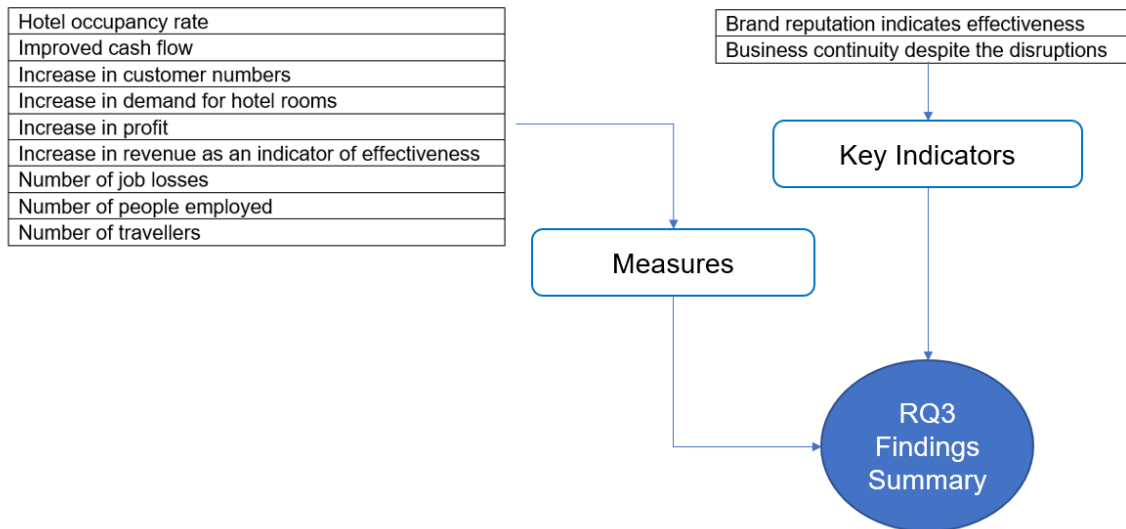 Hotel occupancy rate
Improved cash flow
Increase in customer numbers
Increase in demand for hotel rooms
Increase in profit
Increase in revenue as an indicator of effectiveness
Number of job losses
Number of people employed
Number of travellers
Brand reputation indicates effectiveness
Business continuity despite the disruptions
Key Indicators
Measures
RQ3
Findings
Summary